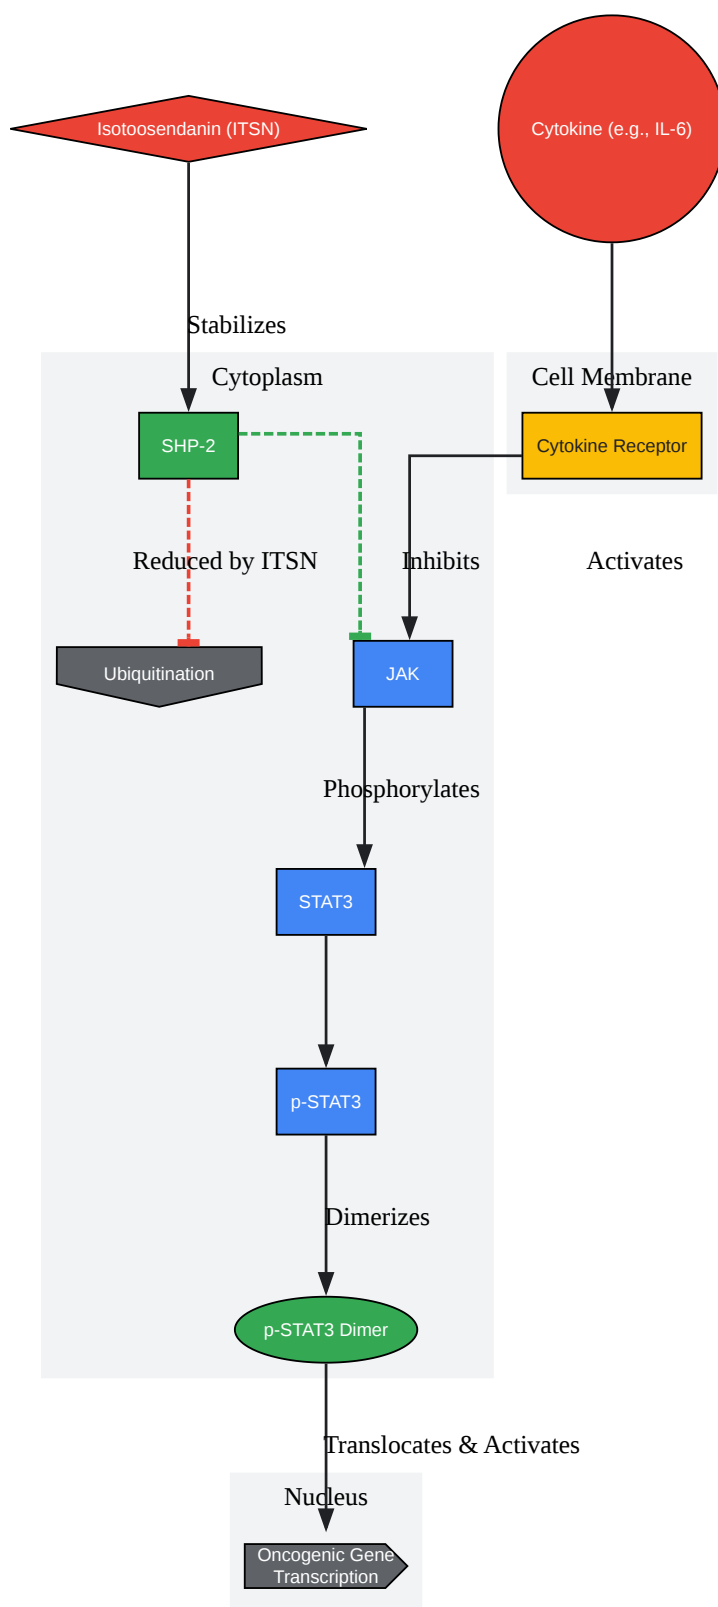 Isotoosendanin (ITSN)
Cytokine (e.g., IL-6)
Stabilizes
Cytoplasm
Cell Membrane
SHP-2
Cytokine Receptor
Reduced by ITSN
Inhibits
Activates
Ubiquitination
JAK
Phosphorylates
STAT3
p-STAT3
Dimerizes
p-STAT3 Dimer
Translocates & Activates
Nucleus
Oncogenic Gene
Transcription